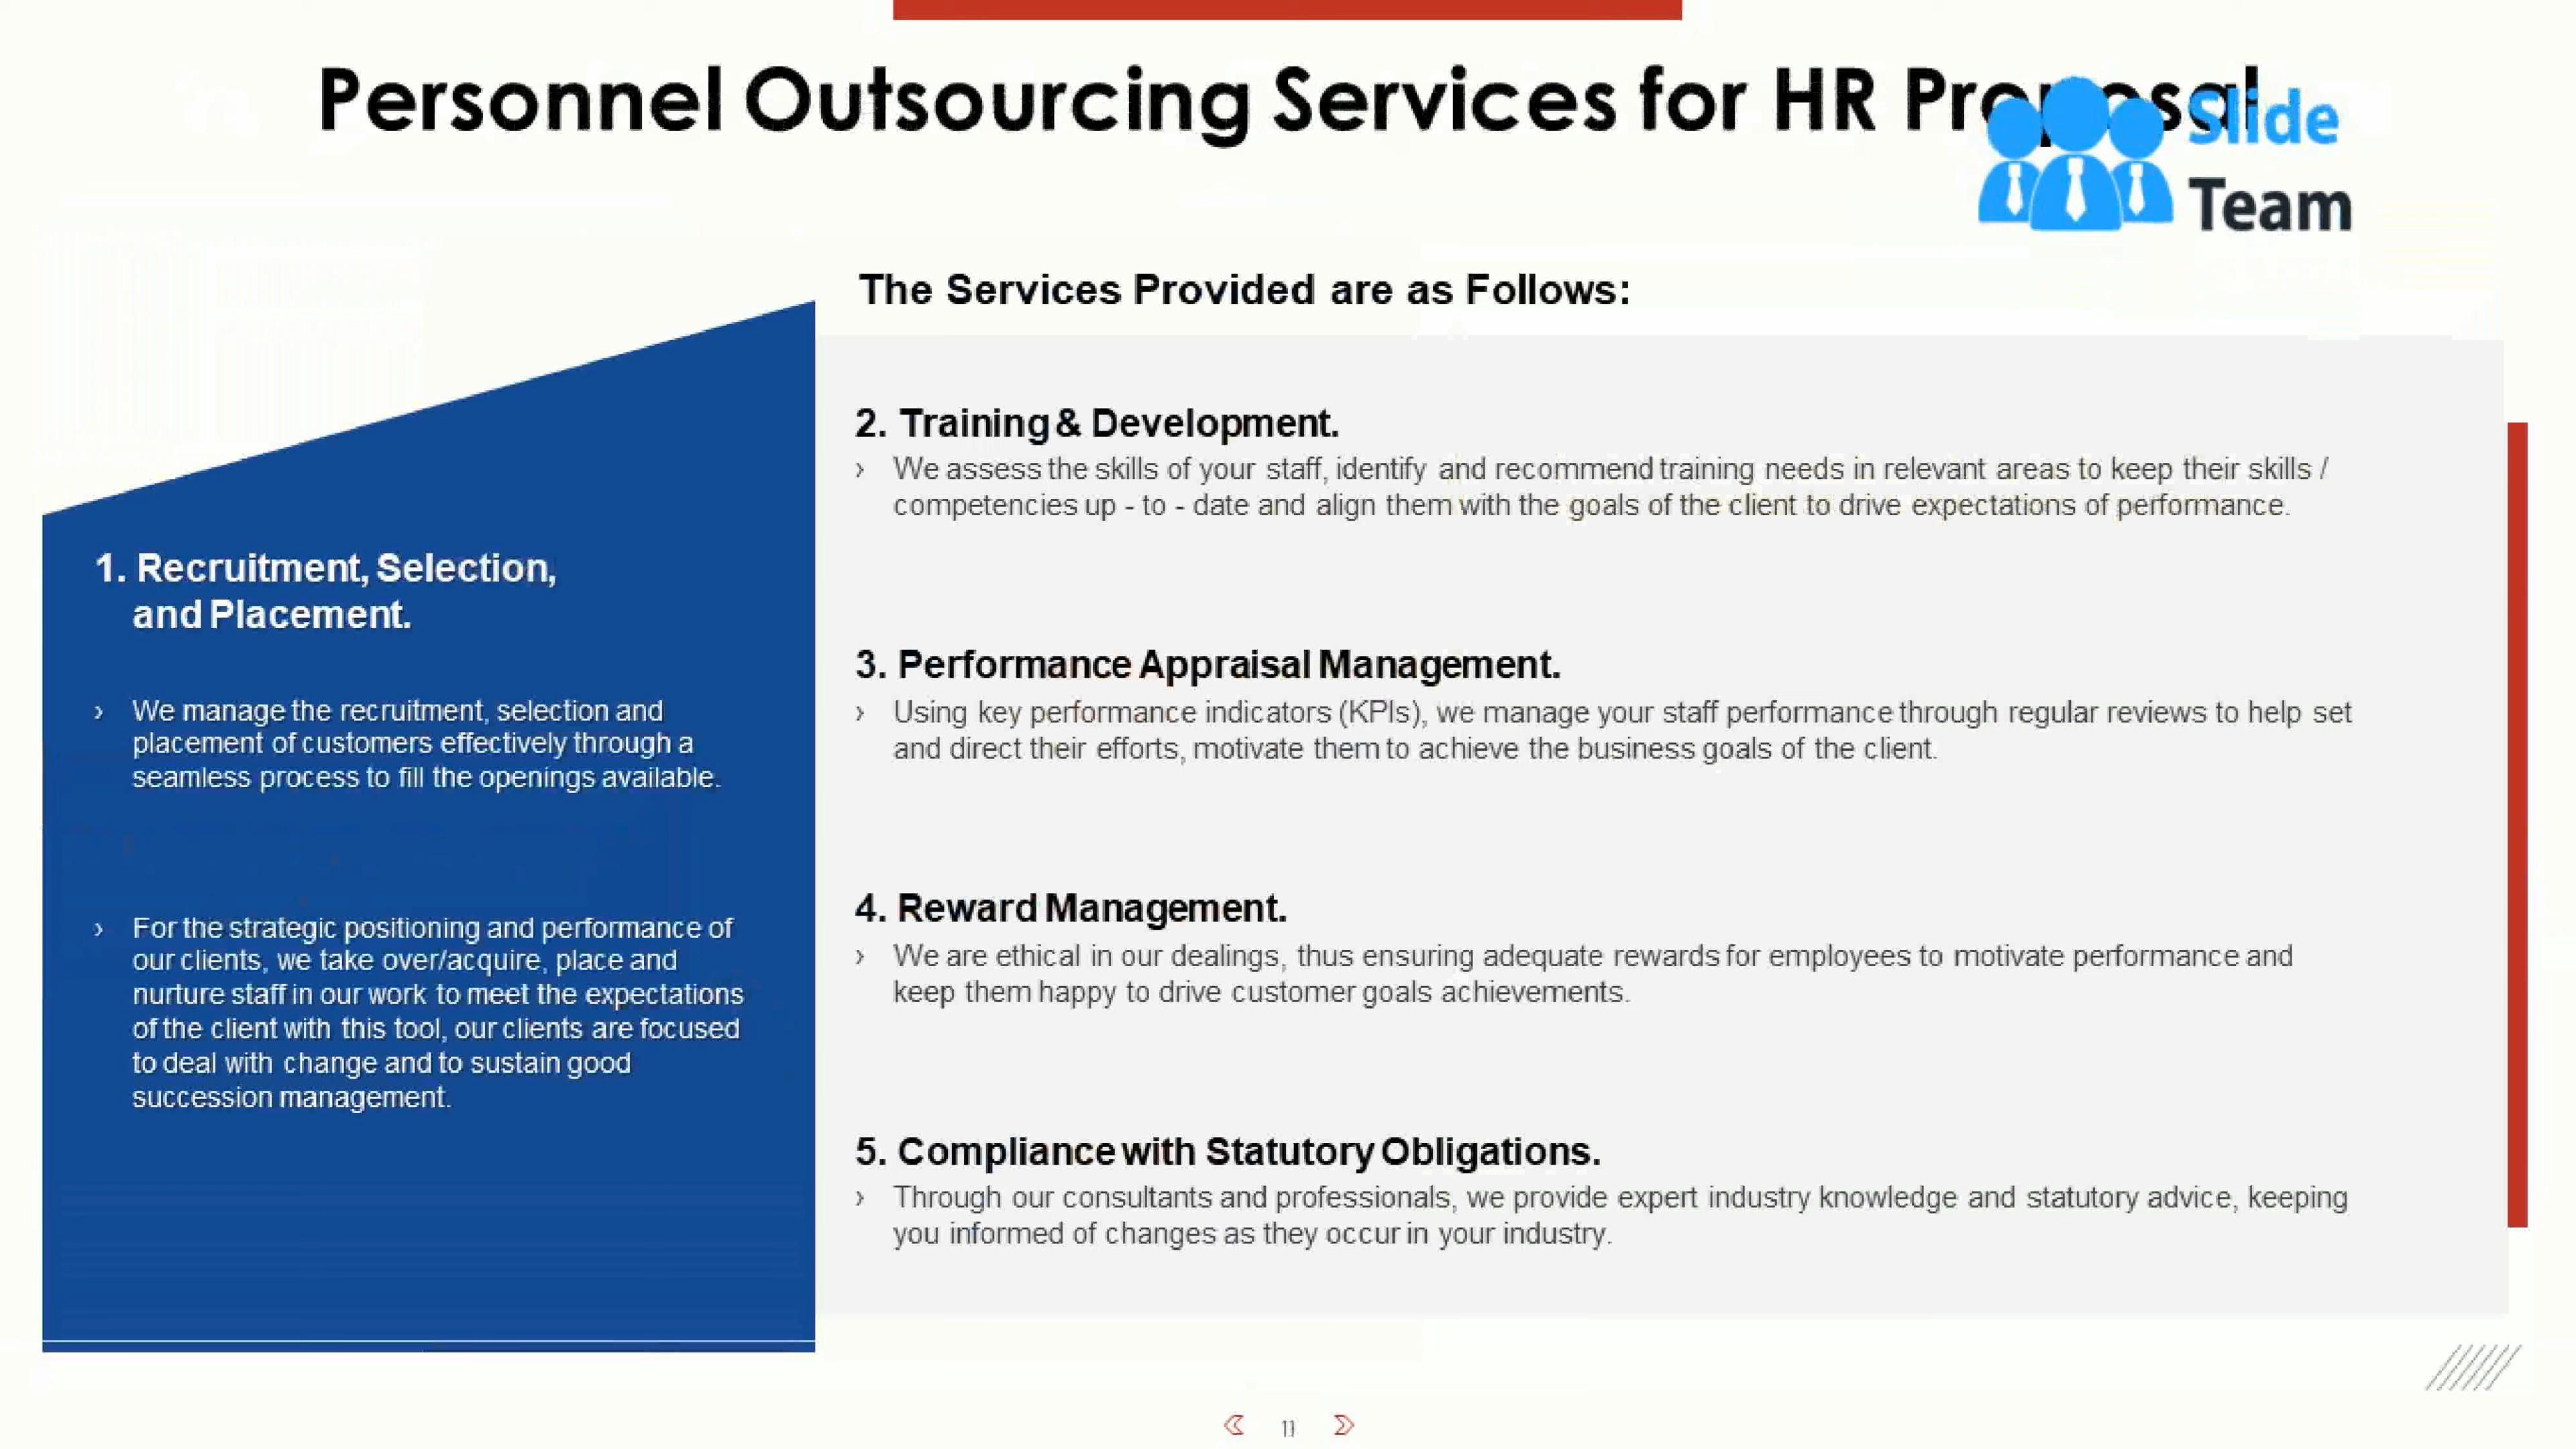 Personnel Outsourcing Services for HR Proposal
Slide
Team
The Services Provided are as Follows:
1. Recruitment, Selection,
and Placement.
› We manage the recruitment, selection and
placement of customers effectively through a
seamless process to fill the openings available.
› For the strategic positioning and performance of
our clients, we take over/acquire, place and
nurture staff in our work to meet the expectations
of the client with this tool, our clients are focused
to deal with change and to sustain good
succession management.
2. Training & Development.
› We assess the skills of your staff, identify and recommend training needs in relevant areas to keep their skills /
competencies up - to - date and align them with the goals of the client to drive expectations of performance.
3. Performance Appraisal Management.
› Using key performance indicators (KPIs), we manage your staff performance through regular reviews to help set
and direct their efforts, motivate them to achieve the business goals of the client.
4. Reward Management.
› We are ethical in our dealings, thus ensuring adequate rewards for employees to motivate performance and
keep them happy to drive customer goals achievements.
5. Compliance with Statutory Obligations.
› Through our consultants and professionals, we provide expert industry knowledge and statutory advice, keeping
you informed of changes as they occur in your industry.